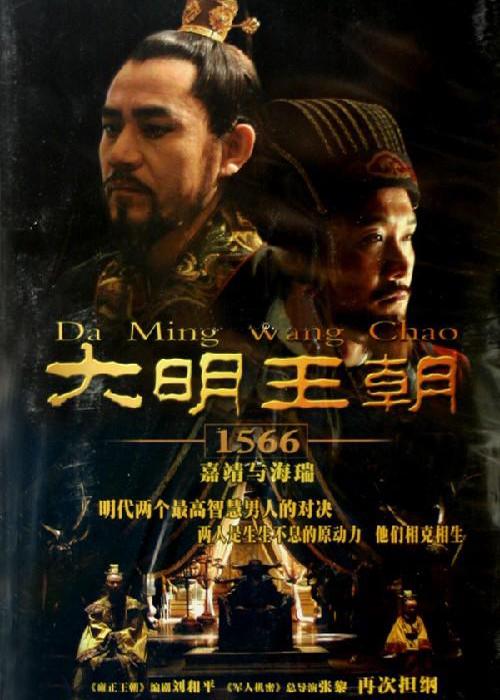 Da Ming Wang Chao
大明王朝
1566
嘉靖与海瑞
明代两个最高智慧男人的对决
两人是生生不息的原动力 他们相克相生
《雍正王朝》编剧刘和平 《军人机密》总导演张黎 再次担纲